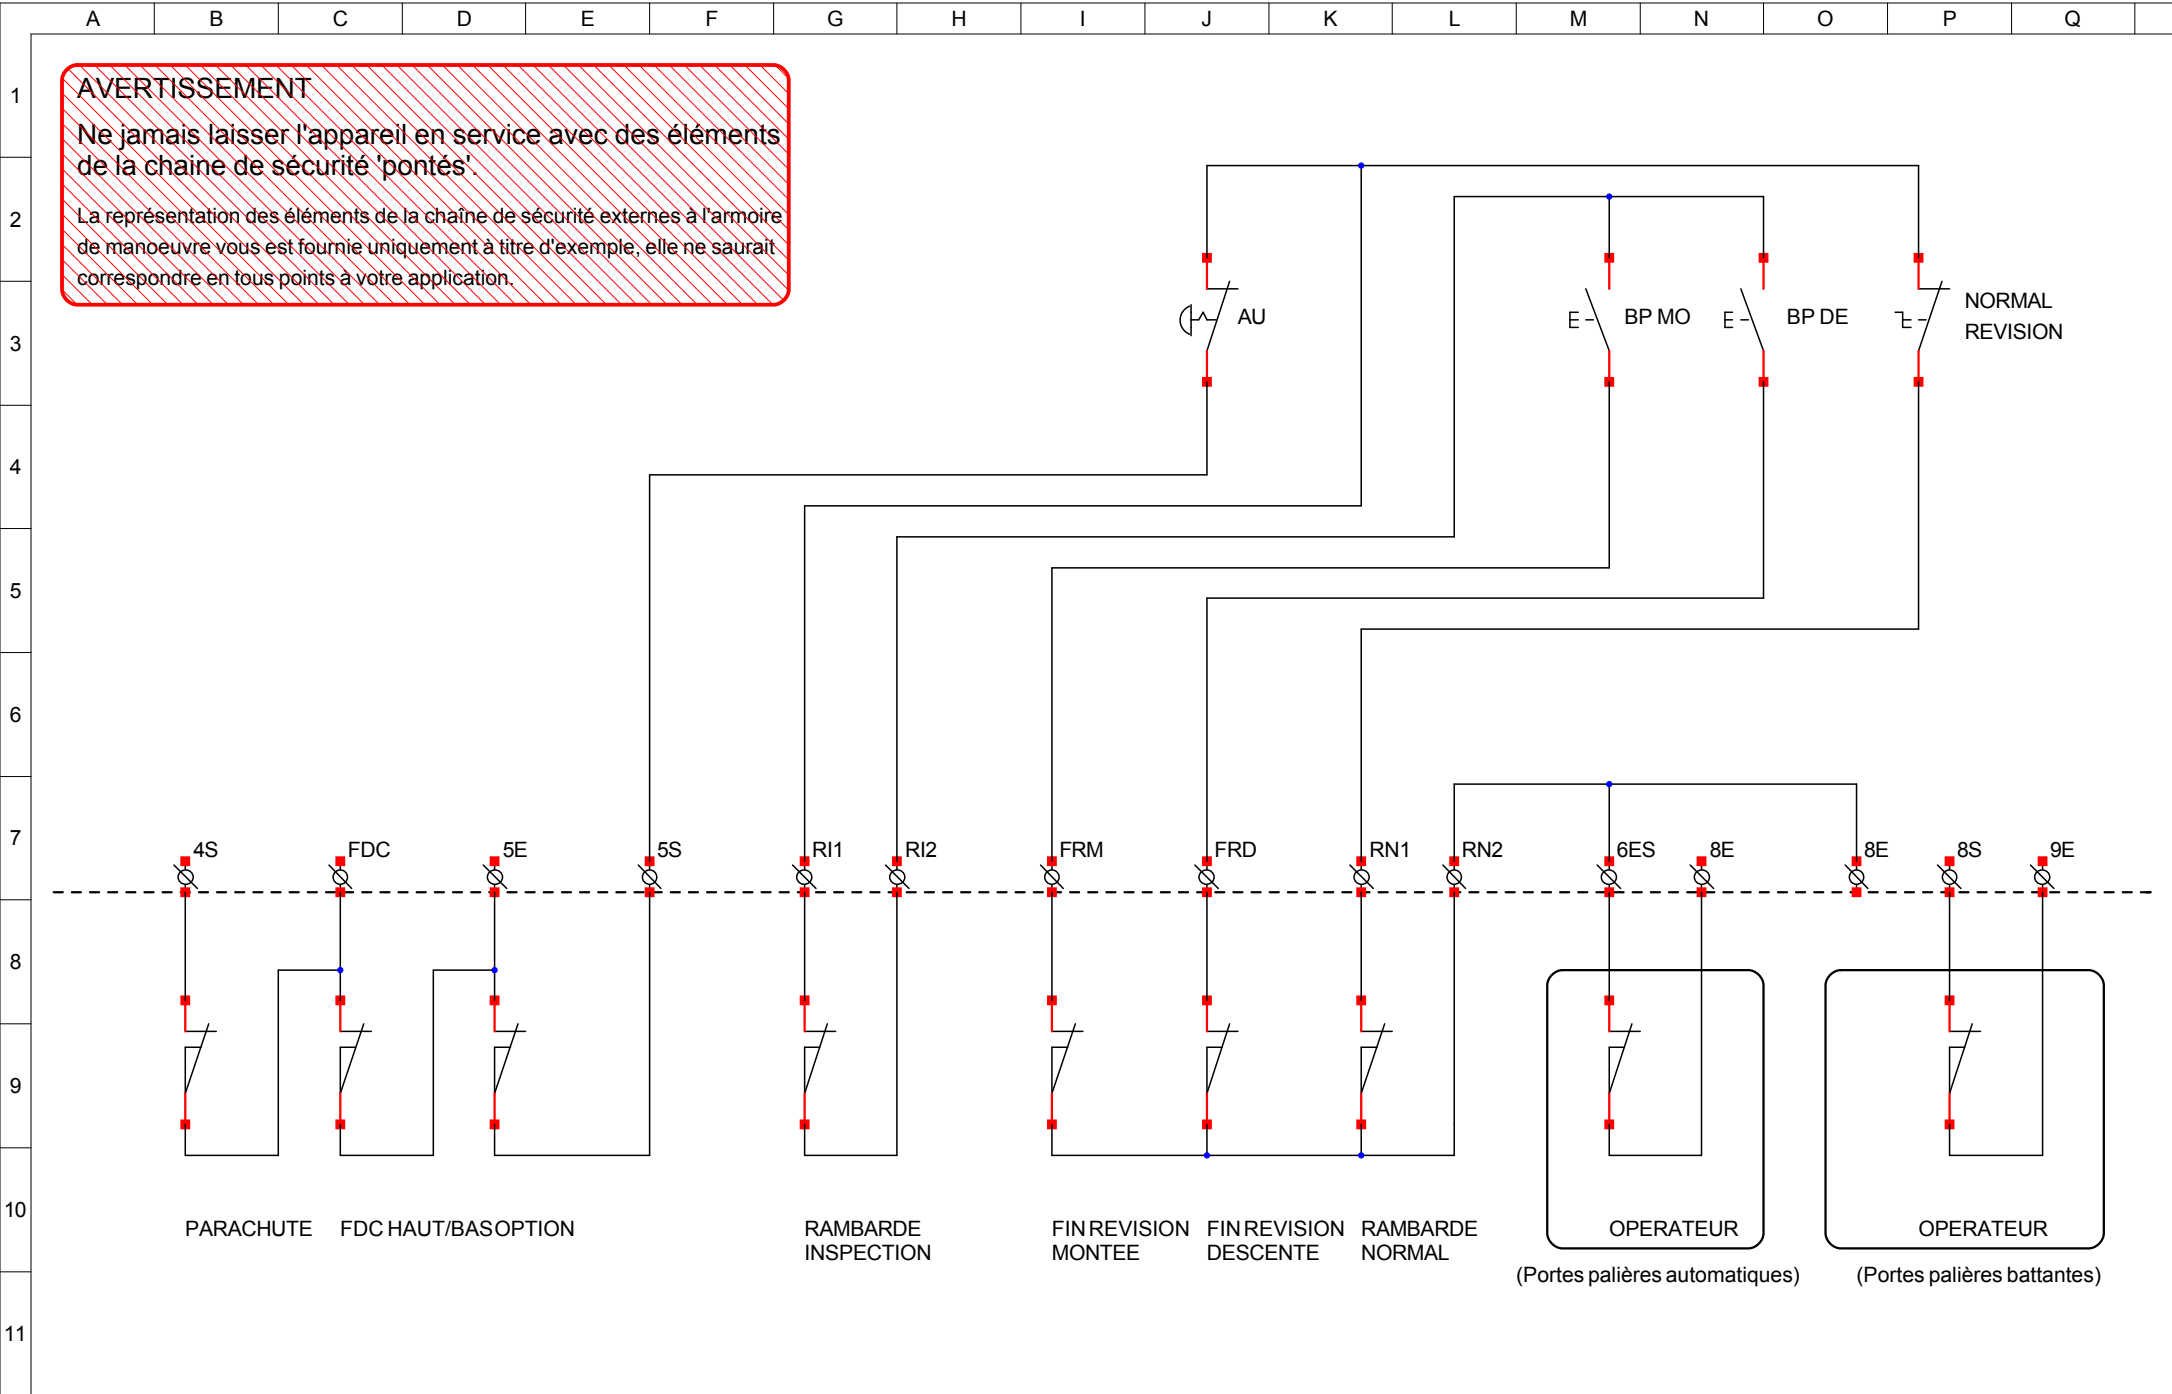 A B C D E F G H I J K L M N O P Q
1
AVERTISSEMENT
Ne jamais laisser l'appareil en service avec des éléments
de la chaine de sécurité 'pontés'.
2
La représentation des éléments de la chaîne de sécurité externes à l'armoire
de manoeuvre vous est fournie uniquement à titre d'exemple, elle ne saurait
correspondre en tous points à votre application.
3
AU
BP MO
BP DE
NORMAL
REVISION
4
5
6
7
4S FDC 5E 5S RI1 RI2 FRM FRD RN1 RN2 6ES 8E 8E 8S 9E
8
9
10
PARACHUTE
FDC HAUT/BAS OPTION
RAMBARDE
INSPECTION
FIN REVISION
MONTEE
FIN REVISION
DESCENTE
RAMBARDE
NORMAL
OPERATEUR
(Portes palières automatiques)
OPERATEUR
(Portes palières battantes)
11